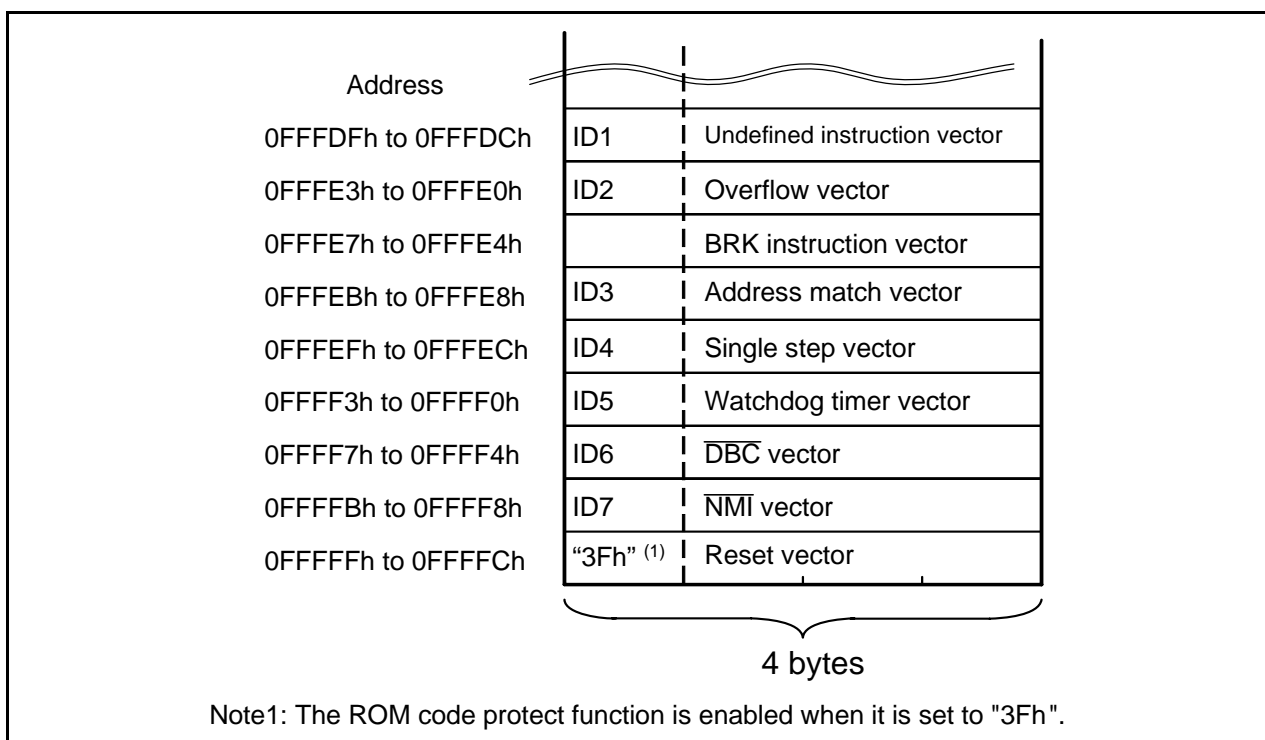 Address
0FFFDFh to 0FFFDCh ID1 Undefined instruction vector
0FFFE3h to 0FFFE0h ID2 Overflow vector
0FFFE7h to 0FFFE4h BRK instruction vector
0FFFEBh to 0FFFE8h ID3 Address match vector
0FFFEFh to 0FFFECh ID4 Single step vector
0FFFF3h to 0FFFF0h ID5 Watchdog timer vector
0FFFF7h to 0FFFF4h ID6 D̅B̅C̅ vector
0FFFFBh to 0FFFF8h ID7 N̅M̅I̅ vector
0FFFFFh to 0FFFFCh “3Fh” (1) Reset vector
4 bytes
Note1: The ROM code protect function is enabled when it is set to "3Fh".